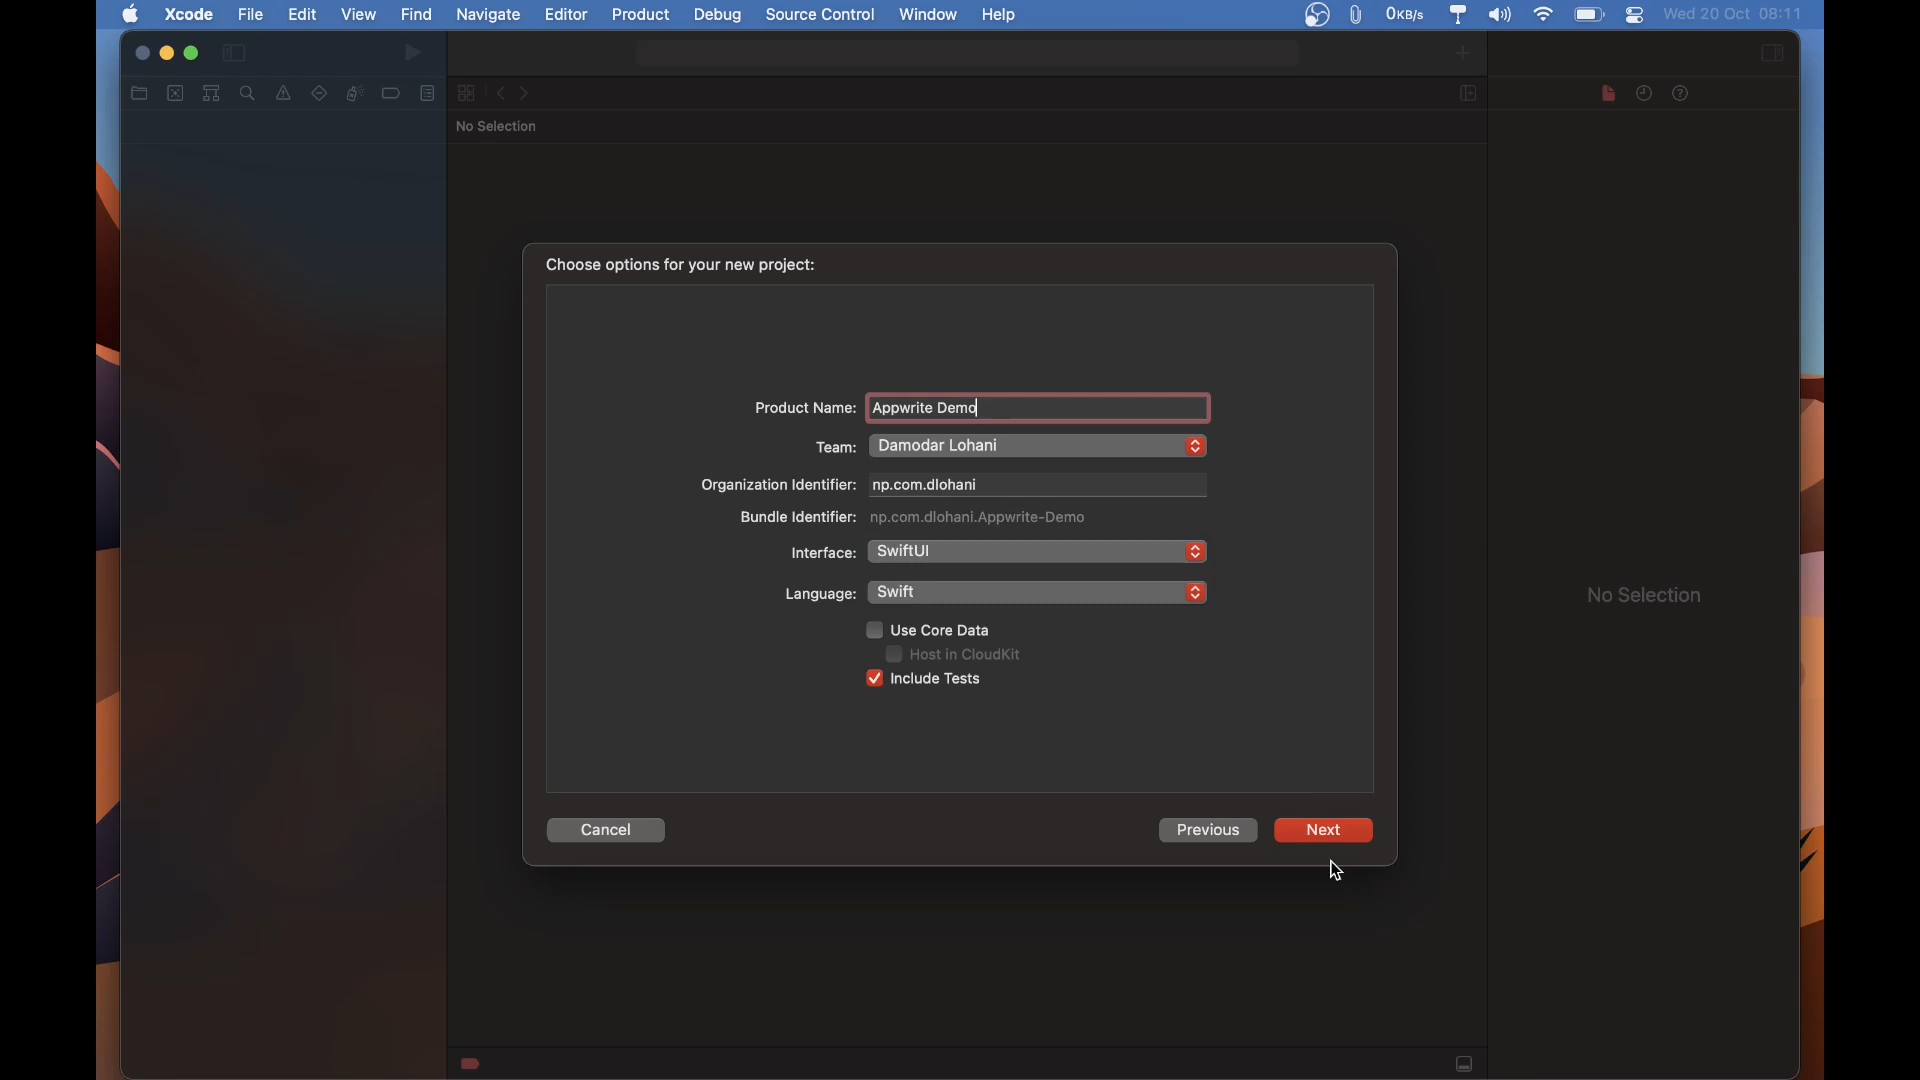 Xcode File Edit View Find Navigate Editor Product Debug Source Control Window Help 0KB/s Wed 20 Oct 08:11
No Selection
Choose options for your new project:
Product Name: Appwrite Demo
Team: Damodar Lohani
Organization Identifier: np.com.dlohani
Bundle Identifier: np.com.dlohani.Appwrite-Demo
Interface: SwiftUI
No Selection
Language: Swift
Use Core Data
Host in CloudKit
Include Tests
Cancel Previous Next